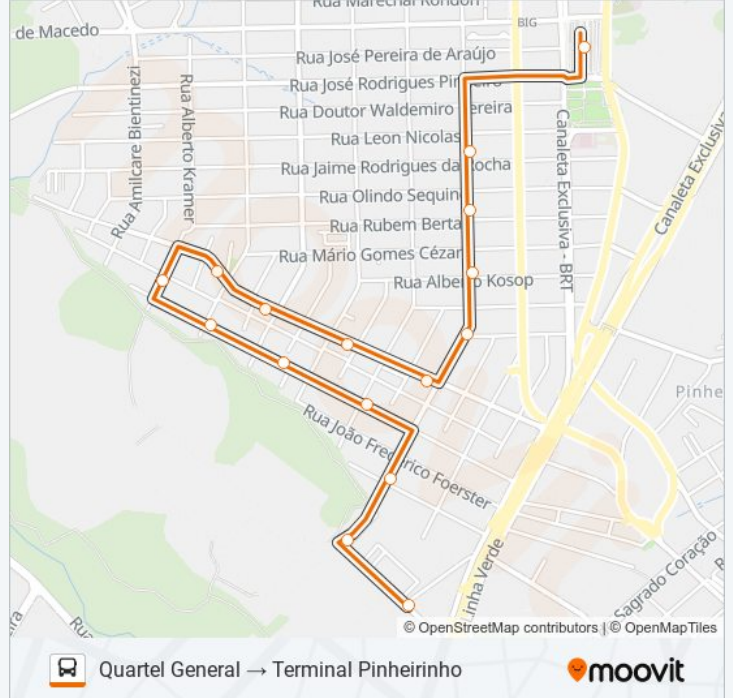 Rua Marechal Rondon
BIG
de Macedo
Rua José Pereira de Araújo
Rua José Rodrigues Pinheiro
Rua Doutor Waldemiro Pereira
Rua Leon Nicolas
Rua Jaime Rodrigues da Rocha
Rua Olindo Sequinel
Rua Rubem Berta
Rua Mário Gomes Cézar
Rua Alberto Kosop
Rua Amilcare Bientinezi
Rua Alberto Kramer
Canaleta Exclusiva - BRT
Canaleta Exclusiva
Pinhe
Rua João Frederico Foerster
Linha Verde
Sagrado Coração
Rua
© OpenStreetMap contributors | © OpenMapTiles
Quartel General → Terminal Pinheirinho
moovit